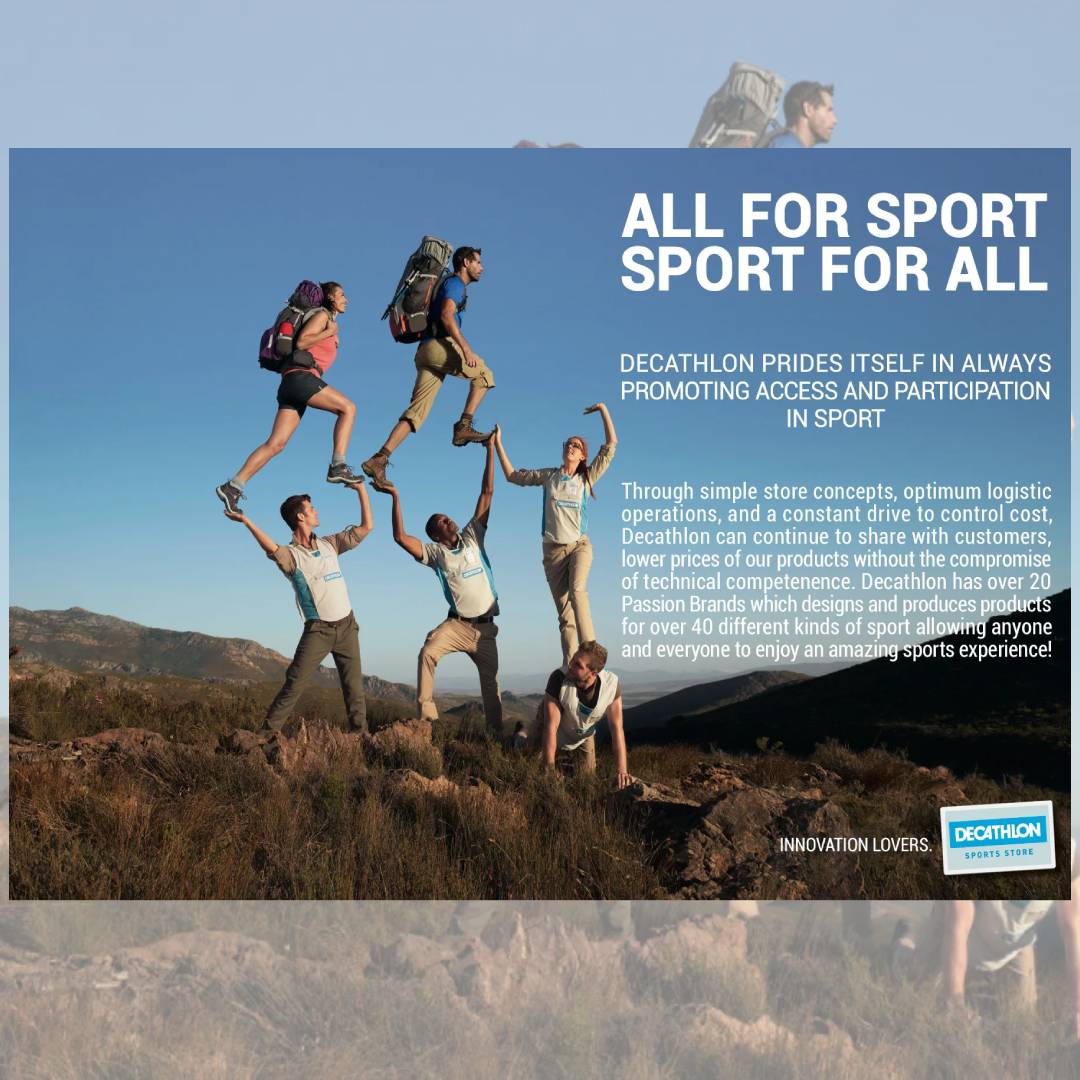 ALL FOR SPORT
SPORT FOR ALL
DECATHLON PRIDES ITSELF IN ALWAYS
PROMOTING ACCESS AND PARTICIPATION
IN SPORT
Through simple store concepts, optimum logistic
operations, and a constant drive to control cost,
Decathlon can continue to share with customers,
lower prices of our products without the compromise
of technical competenence. Decathlon has over 20
Passion Brands which designs and produces products
for over 40 different kinds of sport allowing anyone
and everyone to enjoy an amazing sports experience!
INNOVATION LOVERS.
DECATHLON
SPORTS STORE